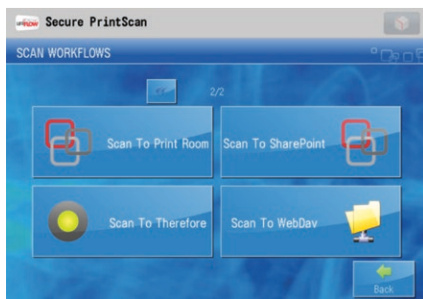 uniFLOW Secure PrintScan
SCAN WORKFLOWS
2/2
Scan To Print Room
Scan To SharePoint
Scan To Therefore
Scan To WebDav
Back